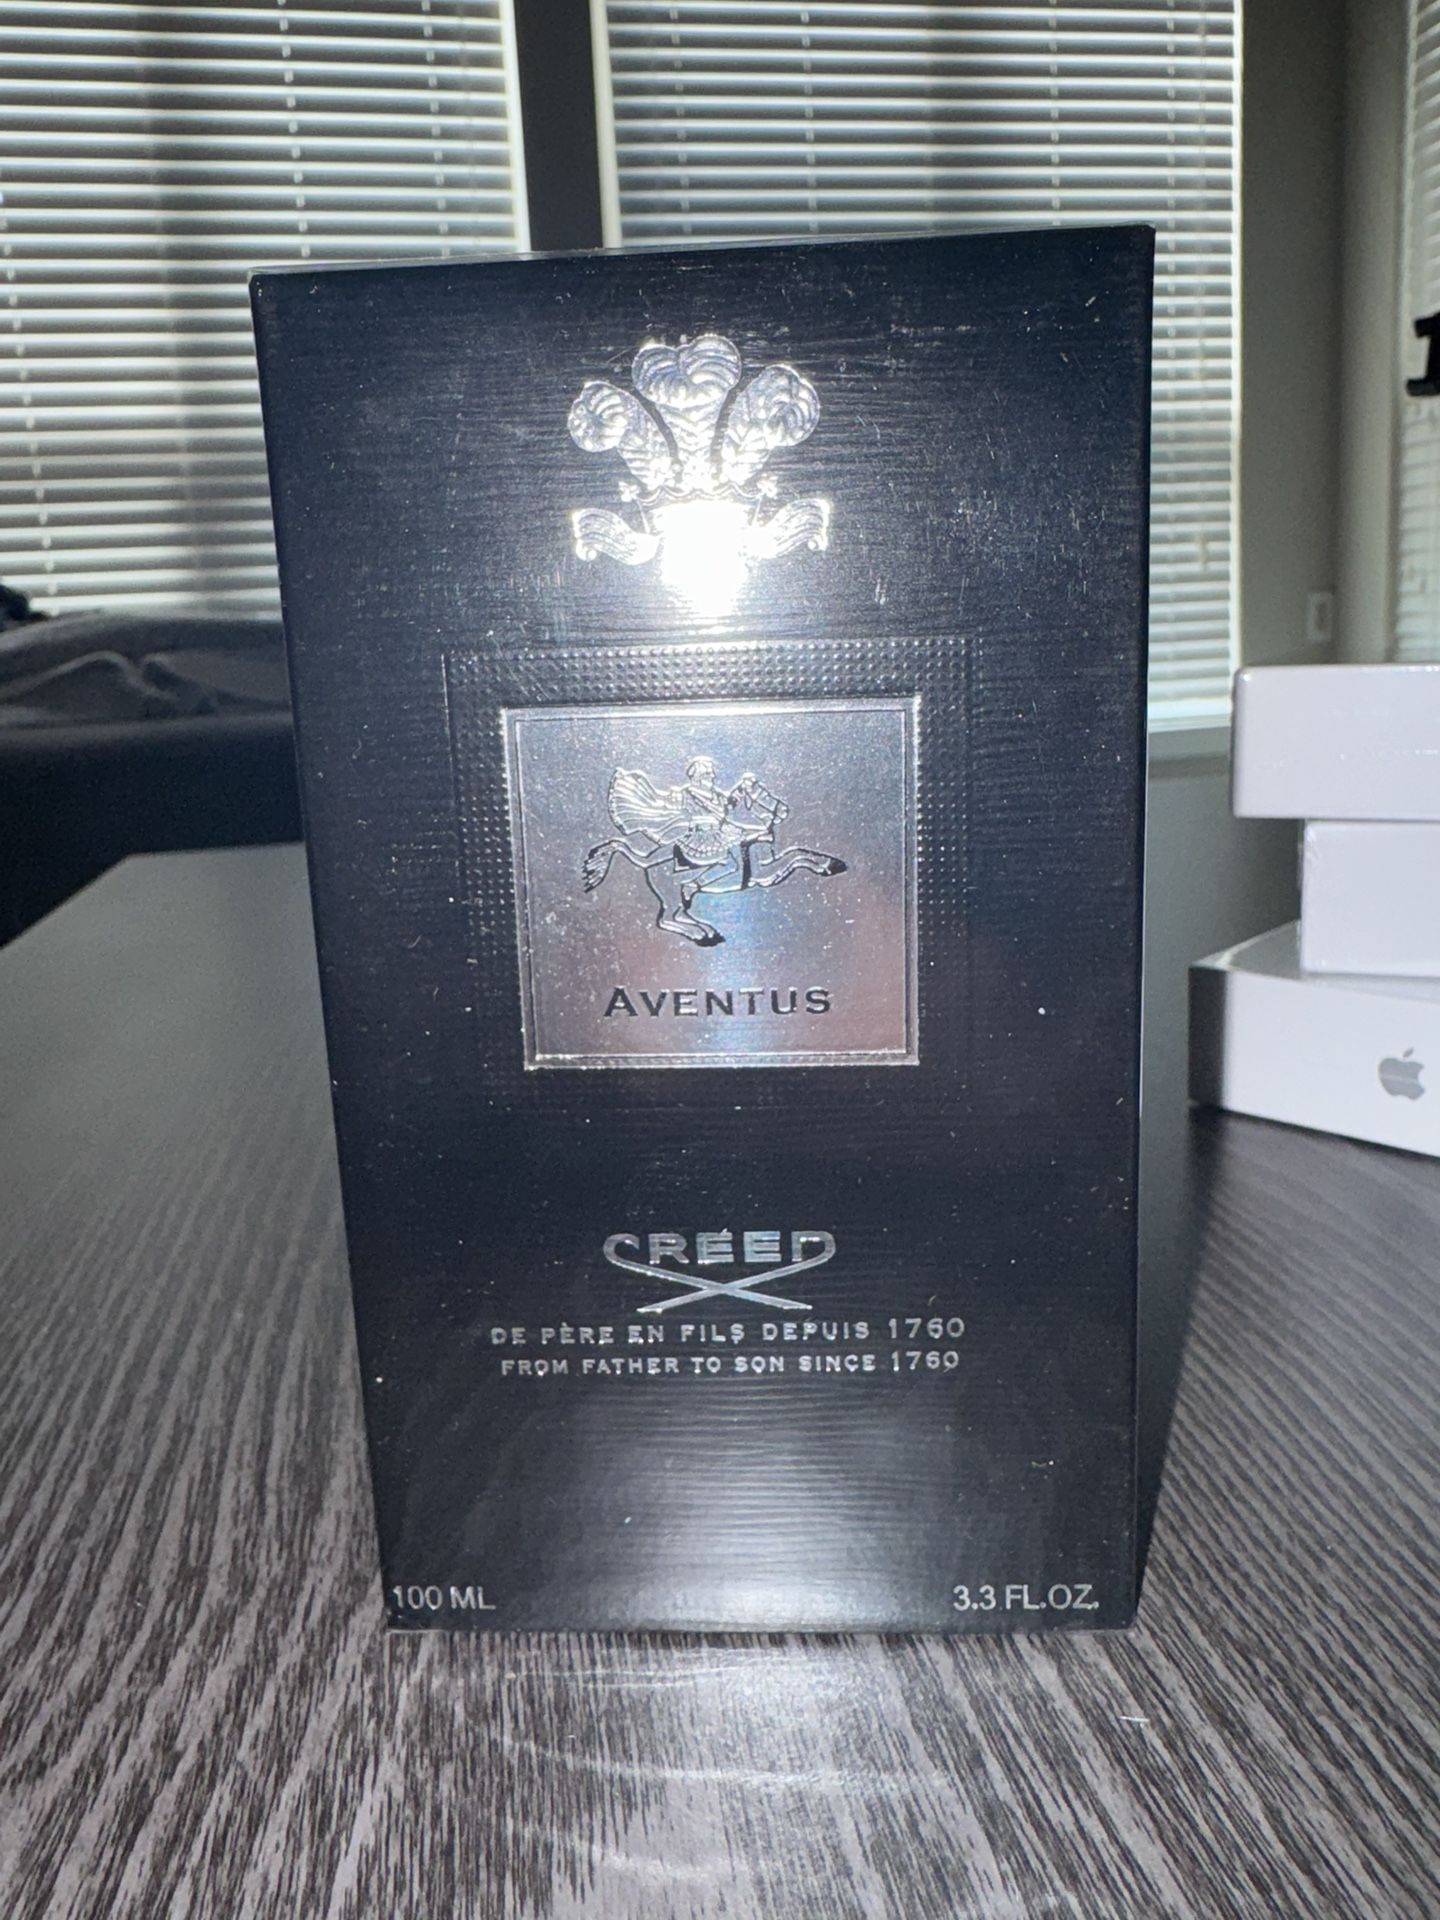 AVENTUS
CREED
DE PÈRE EN FILS DEPUIS 1760
FROM FATHER TO SON SINCE 1760
100 ML 3.3 FL.OZ.